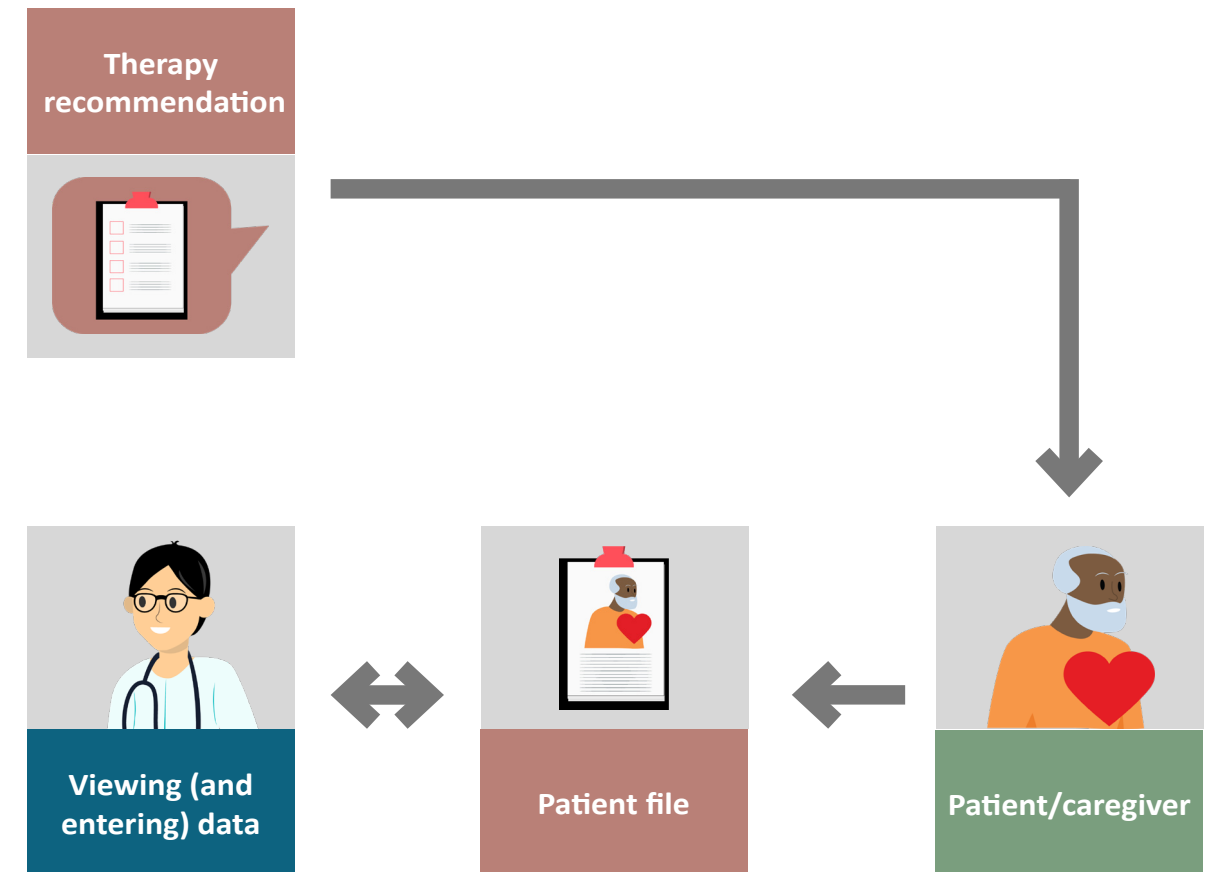 Therapy
recommendation
Viewing (and
entering) data
Patient file
Patient/caregiver